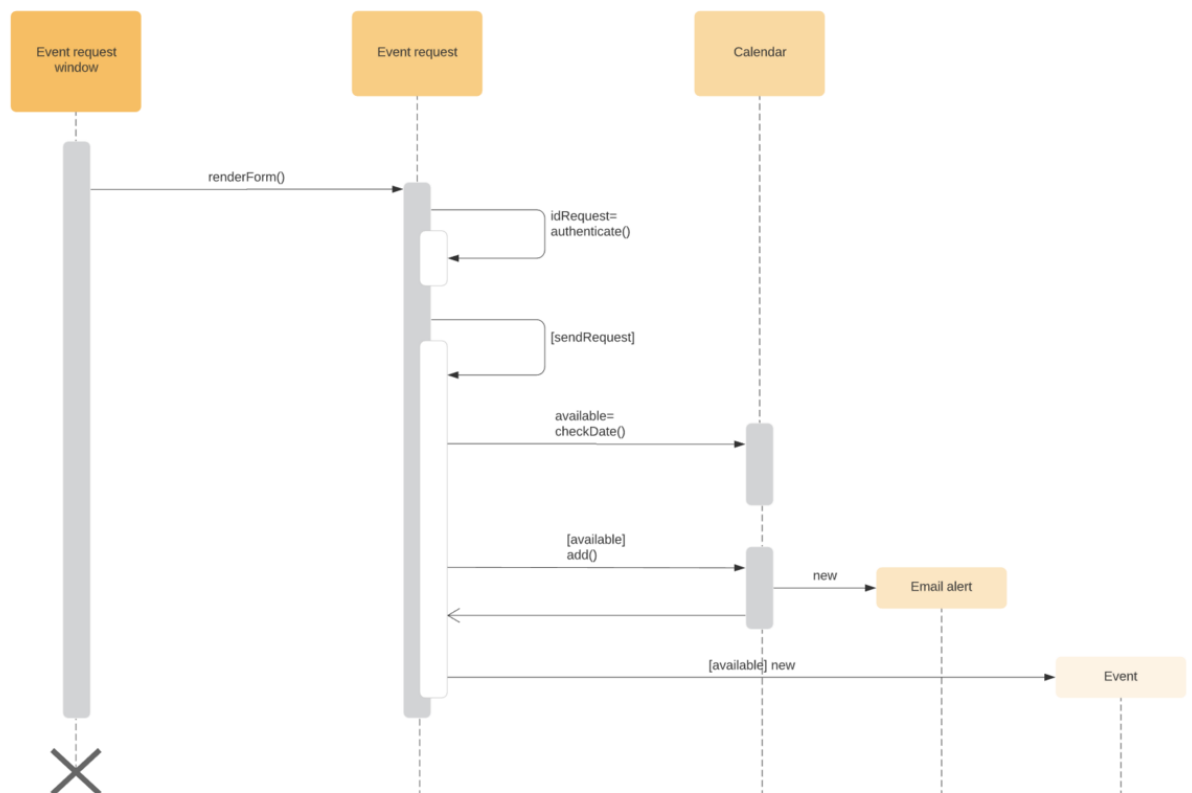 Event request
window
Event request
Calendar
renderForm()
idRequest=
authenticate()
[sendRequest]
available=
checkDate()
[available]
add()
new
Email alert
[available] new
Event